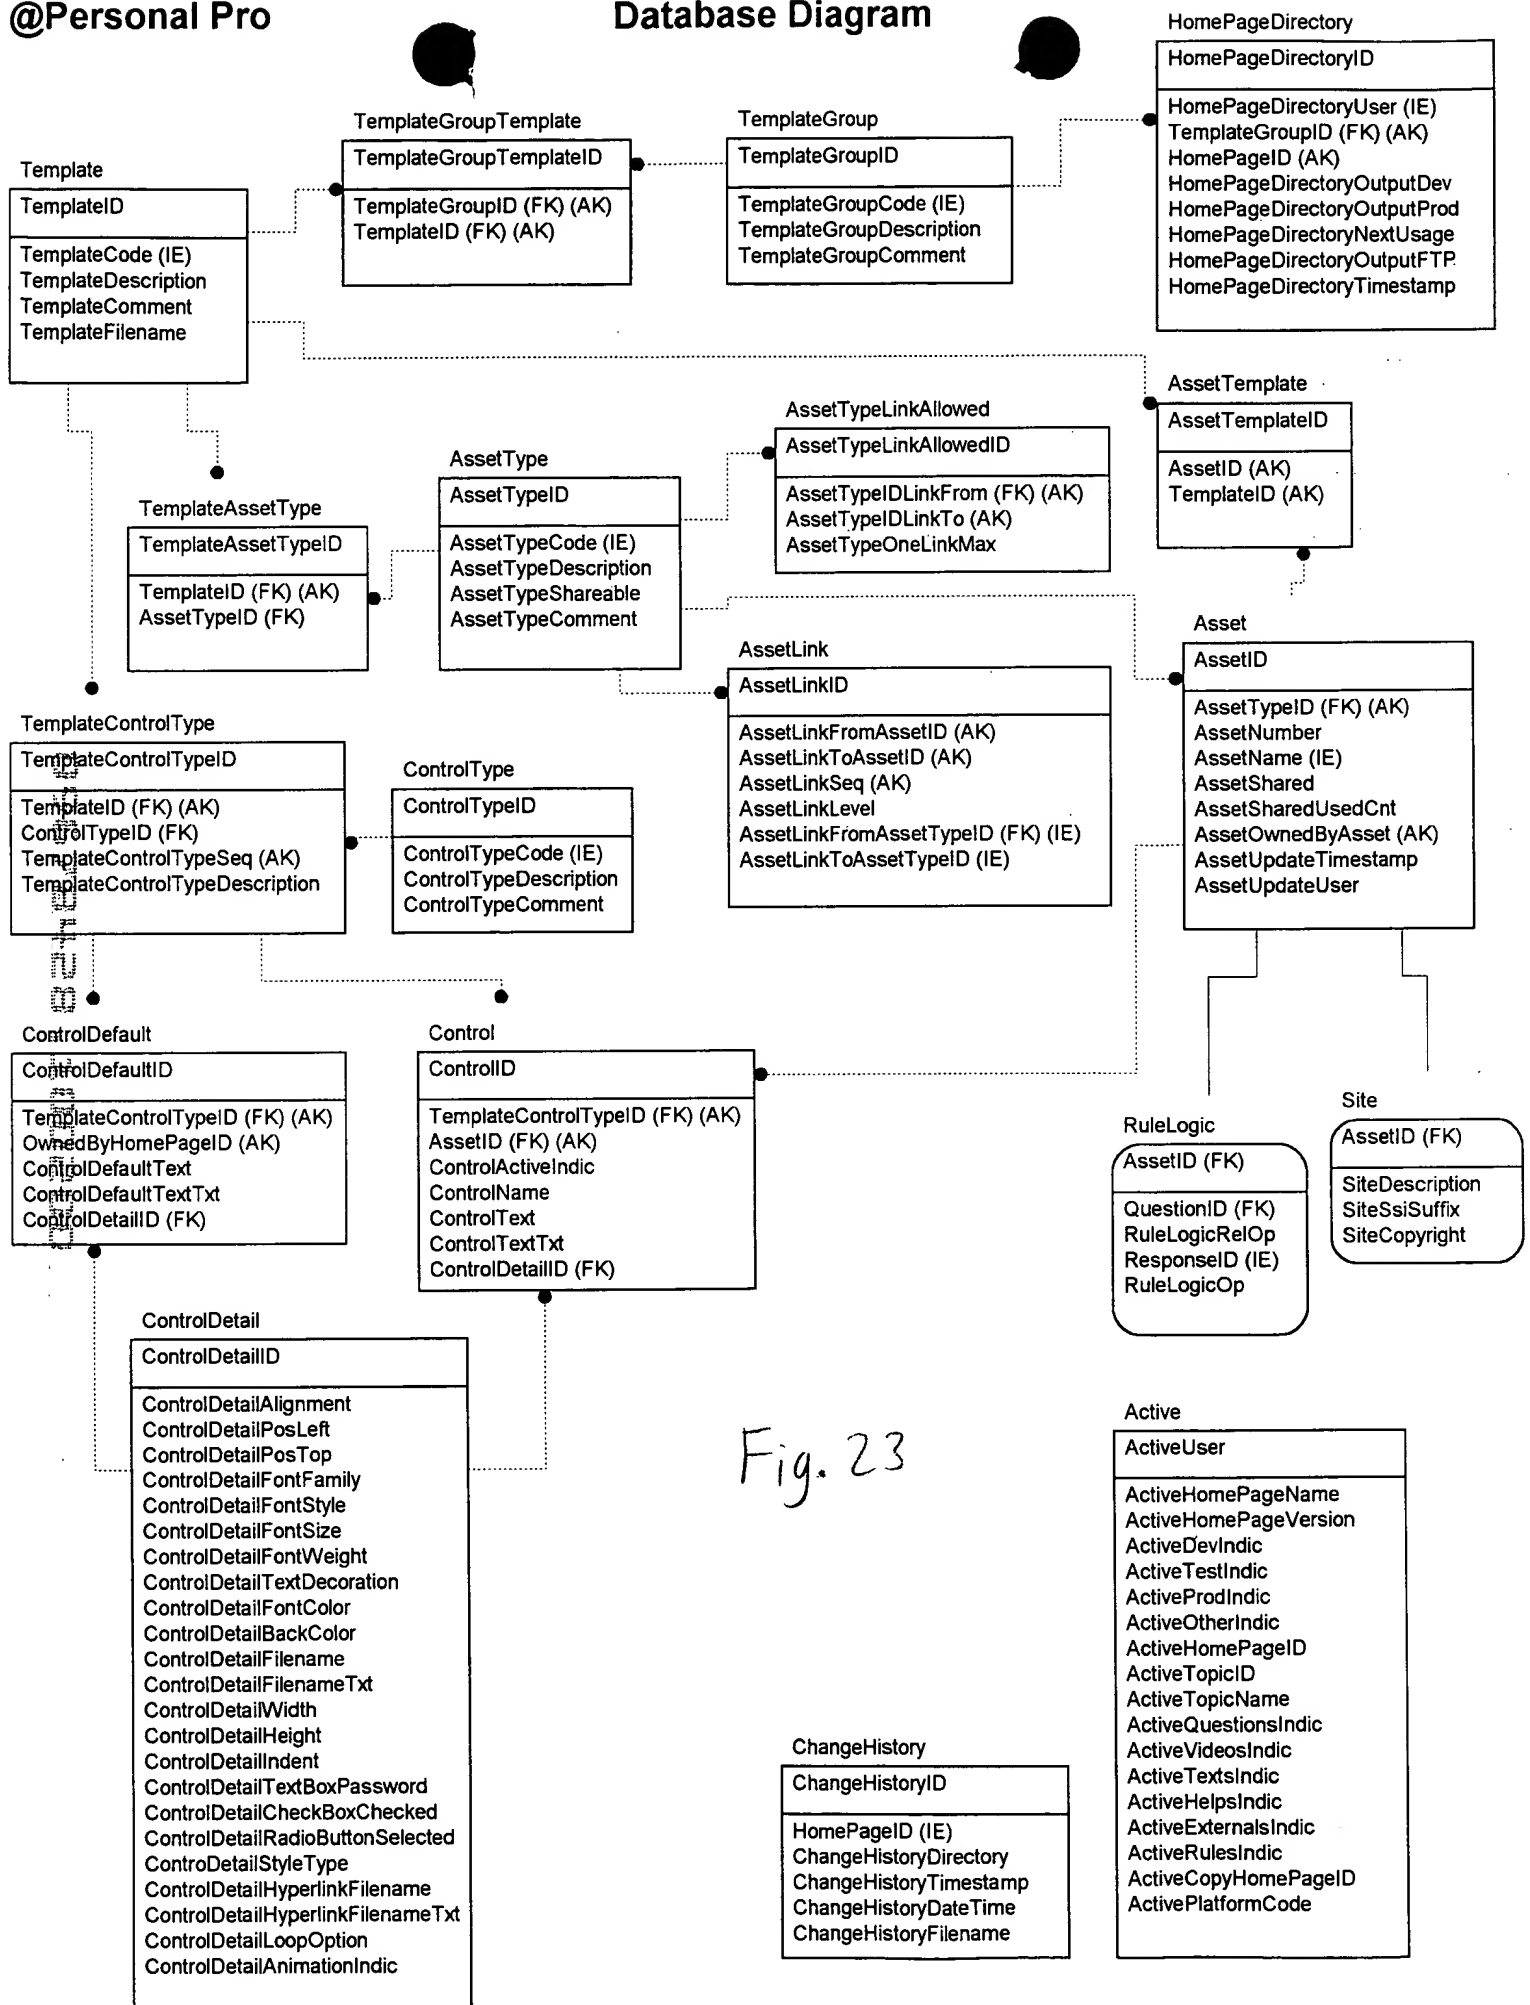 @Personal Pro
Database Diagram
HomePageDirectory
HomePageDirectoryID
HomePageDirectoryUser (IE)
TemplateGroupID (FK) (AK)
HomePageID (AK)
HomePageDirectoryOutputDev
HomePageDirectoryOutputProd
HomePageDirectoryNextUsage
HomePageDirectoryOutputFTP
HomePageDirectoryTimestamp
TemplateGroupTemplate
TemplateGroupTemplateID
TemplateGroupID (FK) (AK)
TemplateID (FK) (AK)
TemplateGroup
TemplateGroupID
TemplateGroupCode (IE)
TemplateGroupDescription
TemplateGroupComment
Template
TemplateID
TemplateCode (IE)
TemplateDescription
TemplateComment
TemplateFilename
AssetTemplate
AssetTemplateID
AssetID (AK)
TemplateID (AK)
AssetTypeLinkAllowed
AssetTypeLinkAllowedID
AssetTypeIDLinkFrom (FK) (AK)
AssetTypeIDLinkTo (AK)
AssetTypeOneLinkMax
AssetType
AssetTypeID
AssetTypeCode (IE)
AssetTypeDescription
AssetTypeShareable
AssetTypeComment
TemplateAssetType
TemplateAssetTypeID
TemplateID (FK) (AK)
AssetTypeID (FK)
Asset
AssetID
AssetTypeID (FK) (AK)
AssetNumber
AssetName (IE)
AssetShared
AssetSharedUsedCnt
AssetOwnedByAsset (AK)
AssetUpdateTimestamp
AssetUpdateUser
AssetLink
AssetLinkID
AssetLinkFromAssetID (AK)
AssetLinkToAssetID (AK)
AssetLinkSeq (AK)
AssetLinkLevel
AssetLinkFromAssetTypeID (FK) (IE)
AssetLinkToAssetTypeID (IE)
TemplateControlType
TemplateControlTypeID
TemplateID (FK) (AK)
ControlTypeID (FK)
TemplateControlTypeSeq (AK)
TemplateControlTypeDescription
ControlType
ControlTypeID
ControlTypeCode (IE)
ControlTypeDescription
ControlTypeComment
ControlDefault
ControlDefaultID
TemplateControlTypeID (FK) (AK)
OwnedByHomePageID (AK)
ControlDefaultText
ControlDefaultTextTxt
ControlDetailID (FK)
Control
ControlID
TemplateControlTypeID (FK) (AK)
AssetID (FK) (AK)
ControlActiveIndic
ControlName
ControlText
ControlTextTxt
ControlDetailID (FK)
RuleLogic
AssetID (FK)
QuestionID (FK)
RuleLogicRelOp
ResponseID (IE)
RuleLogicOp
Site
AssetID (FK)
SiteDescription
SiteSsiSuffix
SiteCopyright
ControlDetail
ControlDetailID
ControlDetailAlignment
ControlDetailPosLeft
ControlDetailPosTop
ControlDetailFontFamily
ControlDetailFontStyle
ControlDetailFontSize
ControlDetailFontWeight
ControlDetailTextDecoration
ControlDetailFontColor
ControlDetailBackColor
ControlDetailFilename
ControlDetailFilenameTxt
ControlDetailWidth
ControlDetailHeight
ControlDetailIndent
ControlDetailTextBoxPassword
ControlDetailCheckBoxChecked
ControlDetailRadioButtonSelected
ControDetailStyleType
ControlDetailHyperlinkFilename
ControlDetailHyperlinkFilenameTxt
ControlDetailLoopOption
ControlDetailAnimationIndic
Fig. 23
Active
ActiveUser
ActiveHomePageName
ActiveHomePageVersion
ActiveDevIndic
ActiveTestIndic
ActiveProdIndic
ActiveOtherIndic
ActiveHomePageID
ActiveTopicID
ActiveTopicName
ActiveQuestionsIndic
ActiveVideosIndic
ActiveTextsIndic
ActiveHelpsIndic
ActiveExternalsIndic
ActiveRulesIndic
ActiveCopyHomePageID
ActivePlatformCode
ChangeHistory
ChangeHistoryID
HomePageID (IE)
ChangeHistoryDirectory
ChangeHistoryTimestamp
ChangeHistoryDateTime
ChangeHistoryFilename